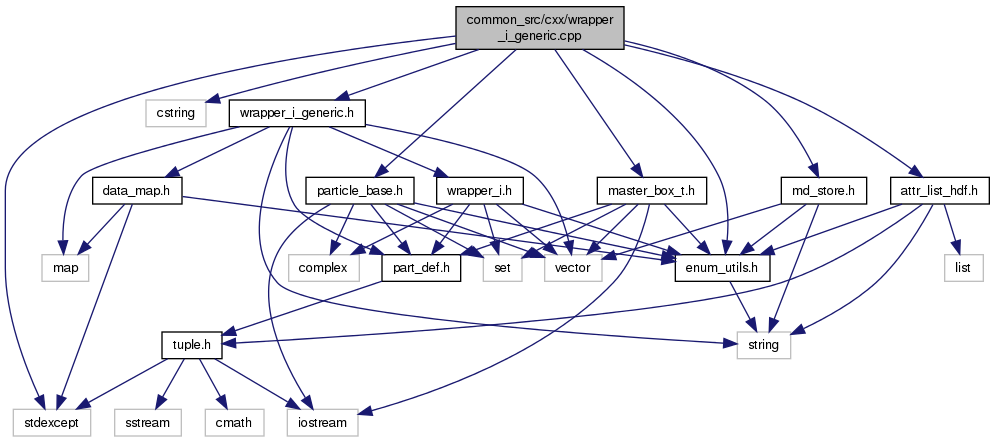 common_src/cxx/wrapper
_i_generic.cpp
cstring
wrapper_i_generic.h
data_map.h
particle_base.h
wrapper_i.h
master_box_t.h
md_store.h
attr_list_hdf.h
map
complex
part_def.h
set
vector
enum_utils.h
list
tuple.h
string
stdexcept
sstream
cmath
iostream